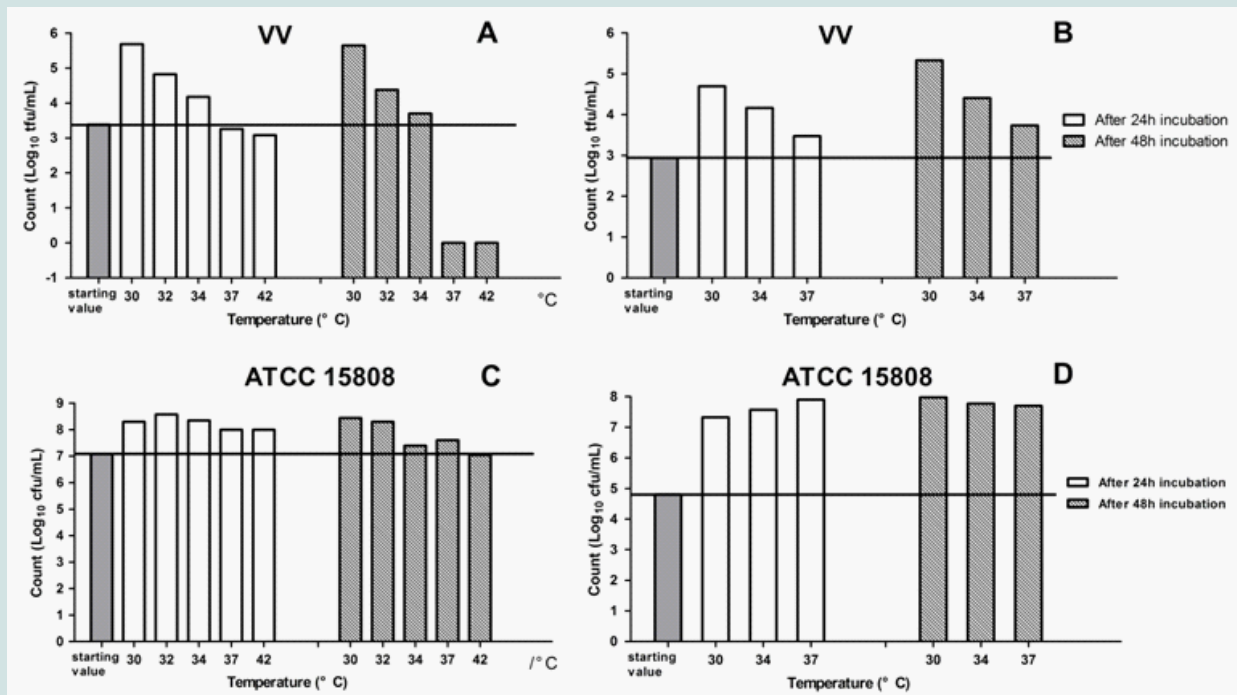 VV
A
Count (Log10 tfu/mL)
6
5
4
3
2
1
0
-1
starting value
30 32 34 37 42
30 32 34 37 42
°C
Temperature (° C)
VV
B
Count (Log10 tfu/mL)
6
5
4
3
2
1
0
starting value
30 34 37
30 34 37
Temperature (° C)
After 24h incubation
After 48h incubation
ATCC 15808
C
Count (Log10 cfu/mL)
9
8
7
6
5
4
3
2
1
0
starting value
30 32 34 37 42
30 32 34 37 42
/° C
Temperature (° C)
ATCC 15808
D
Count (Log10 cfu/mL)
8
7
6
5
4
3
2
1
0
starting value
30 34 37
30 34 37
Temperature (° C)
After 24h incubation
After 48h incubation